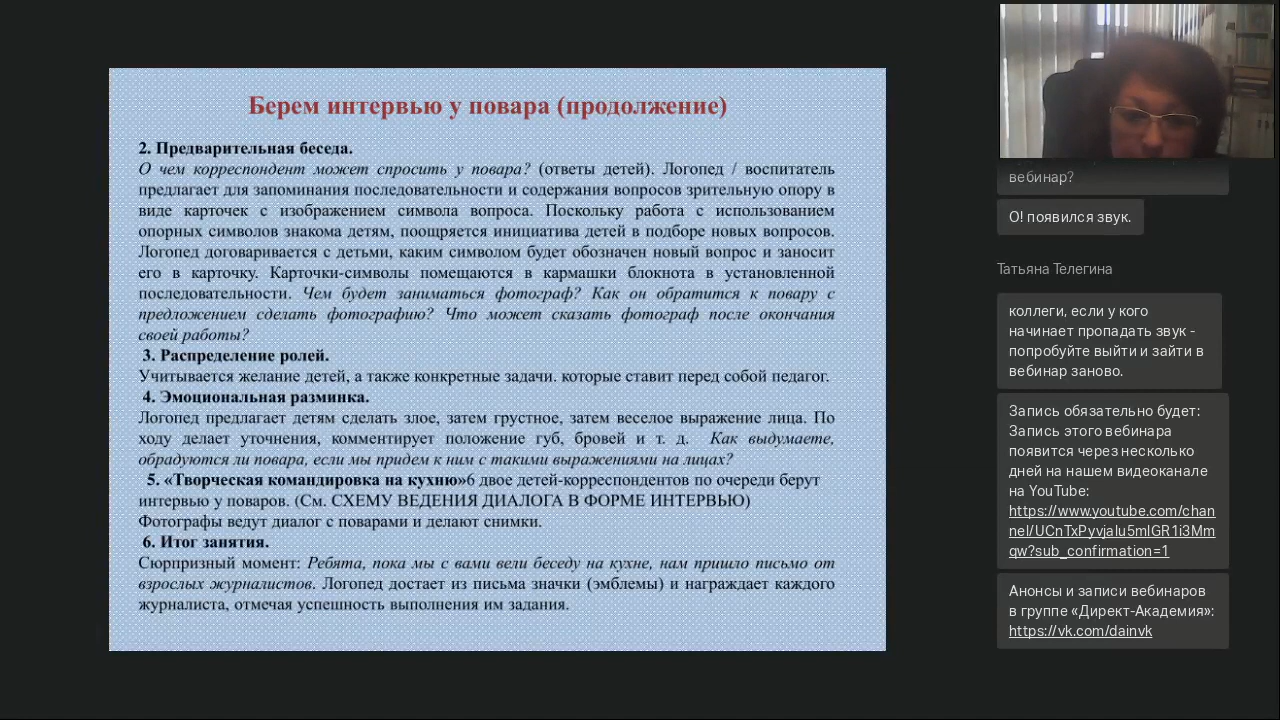 Берем интервью у повара (продолжение)
2. Предварительная беседа.
О чем корреспондент может спросить у повара? (ответы детей). Логопед / воспитатель
предлагает для запоминания последовательности и содержания вопросов зрительную опору в
виде карточек с изображением символа вопроса. Поскольку работа с использованием
опорных символов знакома детям, поощряется инициатива детей в подборе новых вопросов.
Логопед договаривается с детьми, каким символом будет обозначен новый вопрос и заносит
его в карточку. Карточки-символы помещаются в кармашки блокнота в установленной
последовательности. Чем будет заниматься фотограф? Как он обратится к повару с
предложением сделать фотографию? Что может сказать фотограф после окончания
своей работы?
3. Распределение ролей.
Учитывается желание детей, а также конкретные задачи. которые ставит перед собой педагог.
4. Эмоциональная разминка.
Логопед предлагает детям сделать злое, затем грустное, затем веселое выражение лица. По
ходу делает уточнения, комментирует положение губ, бровей и т. д. Как выдумаете,
обрадуются ли повара, если мы придем к ним с такими выражениями на лицах?
5. «Творческая командировка на кухню»6 двое детей-корреспондентов по очереди берут
интервью у поваров. (См. СХЕМУ ВЕДЕНИЯ ДИАЛОГА В ФОРМЕ ИНТЕРВЬЮ)
Фотографы ведут диалог с поварами и делают снимки.
6. Итог занятия.
Сюрпризный момент: Ребята, пока мы с вами вели беседу на кухне, нам пришло письмо от
взрослых журналистов. Логопед достает из письма значки (эмблемы) и награждает каждого
журналиста, отмечая успешность выполнения им задания.
вебинар?
О! появился звук.
Татьяна Телегина
коллеги, если у кого
начинает пропадать звук -
попробуйте выйти и зайти в
вебинар заново.
Запись обязательно будет:
Запись этого вебинара
появится через несколько
дней на нашем видеоканале
на YouTube:
https://www.youtube.com/chan
nel/UCnTxPyvjalu5mlGR1i3Mm
qw?sub_confirmation=1
Анонсы и записи вебинаров
в группе «Директ-Академия»:
https://vk.com/dainvk